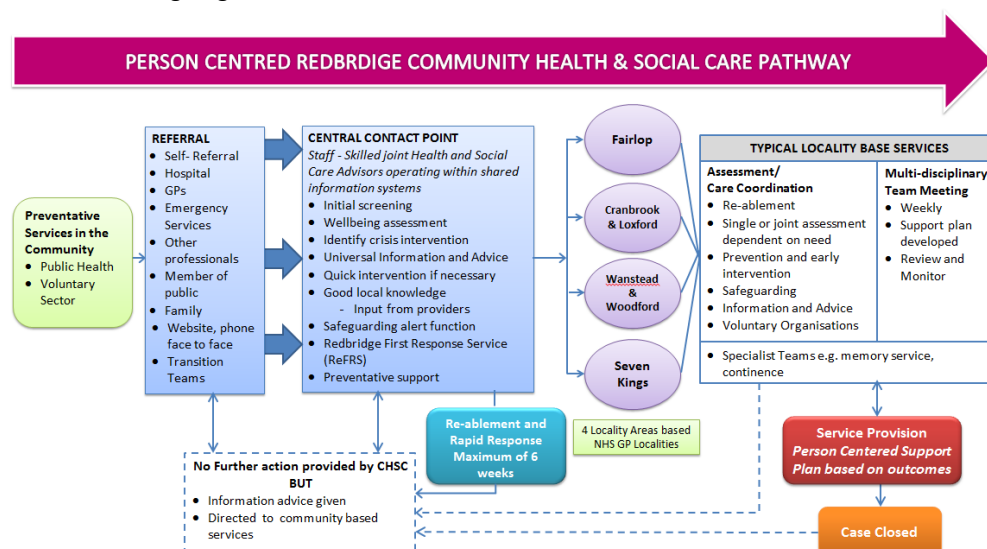 PERSON CENTRED REDBRDIGE COMMUNITY HEALTH & SOCIAL CARE PATHWAY
Preventative
Services in the
Community
• Public Health
• Voluntary
Sector
REFERRAL
• Self- Referral
• Hospital
• GPs
• Emergency
Services
• Other
professionals
• Member of
public
• Family
• Website, phone
face to face
• Transition
Teams
CENTRAL CONTACT POINT
Staff - Skilled joint Health and Social
Care Advisors operating within shared
information systems
• Initial screening
• Wellbeing assessment
• Identify crisis intervention
• Universal Information and Advice
• Quick intervention if necessary
• Good local knowledge
- Input from providers
• Safeguarding alert function
• Redbridge First Response Service
(ReFRS)
• Preventative support
Fairlop
Cranbrook
& Loxford
Wanstead
&
Woodford
Seven
Kings
4 Locality Areas based
NHS GP Localities
TYPICAL LOCALITY BASE SERVICES
Assessment/
Care Coordination
• Re-ablement
• Single or joint assessment
dependent on need
• Prevention and early
intervention
• Safeguarding
• Information and Advice
• Voluntary Organisations
Multi-disciplinary
Team Meeting
• Weekly
• Support plan
developed
• Review and
Monitor
• Specialist Teams e.g. memory service,
continence
Re-ablement and
Rapid Response
Maximum of 6
weeks
Service Provision
Person Centered Support
Plan based on outcomes
Case Closed
No Further action provided by CHSC
BUT
• Information advice given
• Directed to community based
services